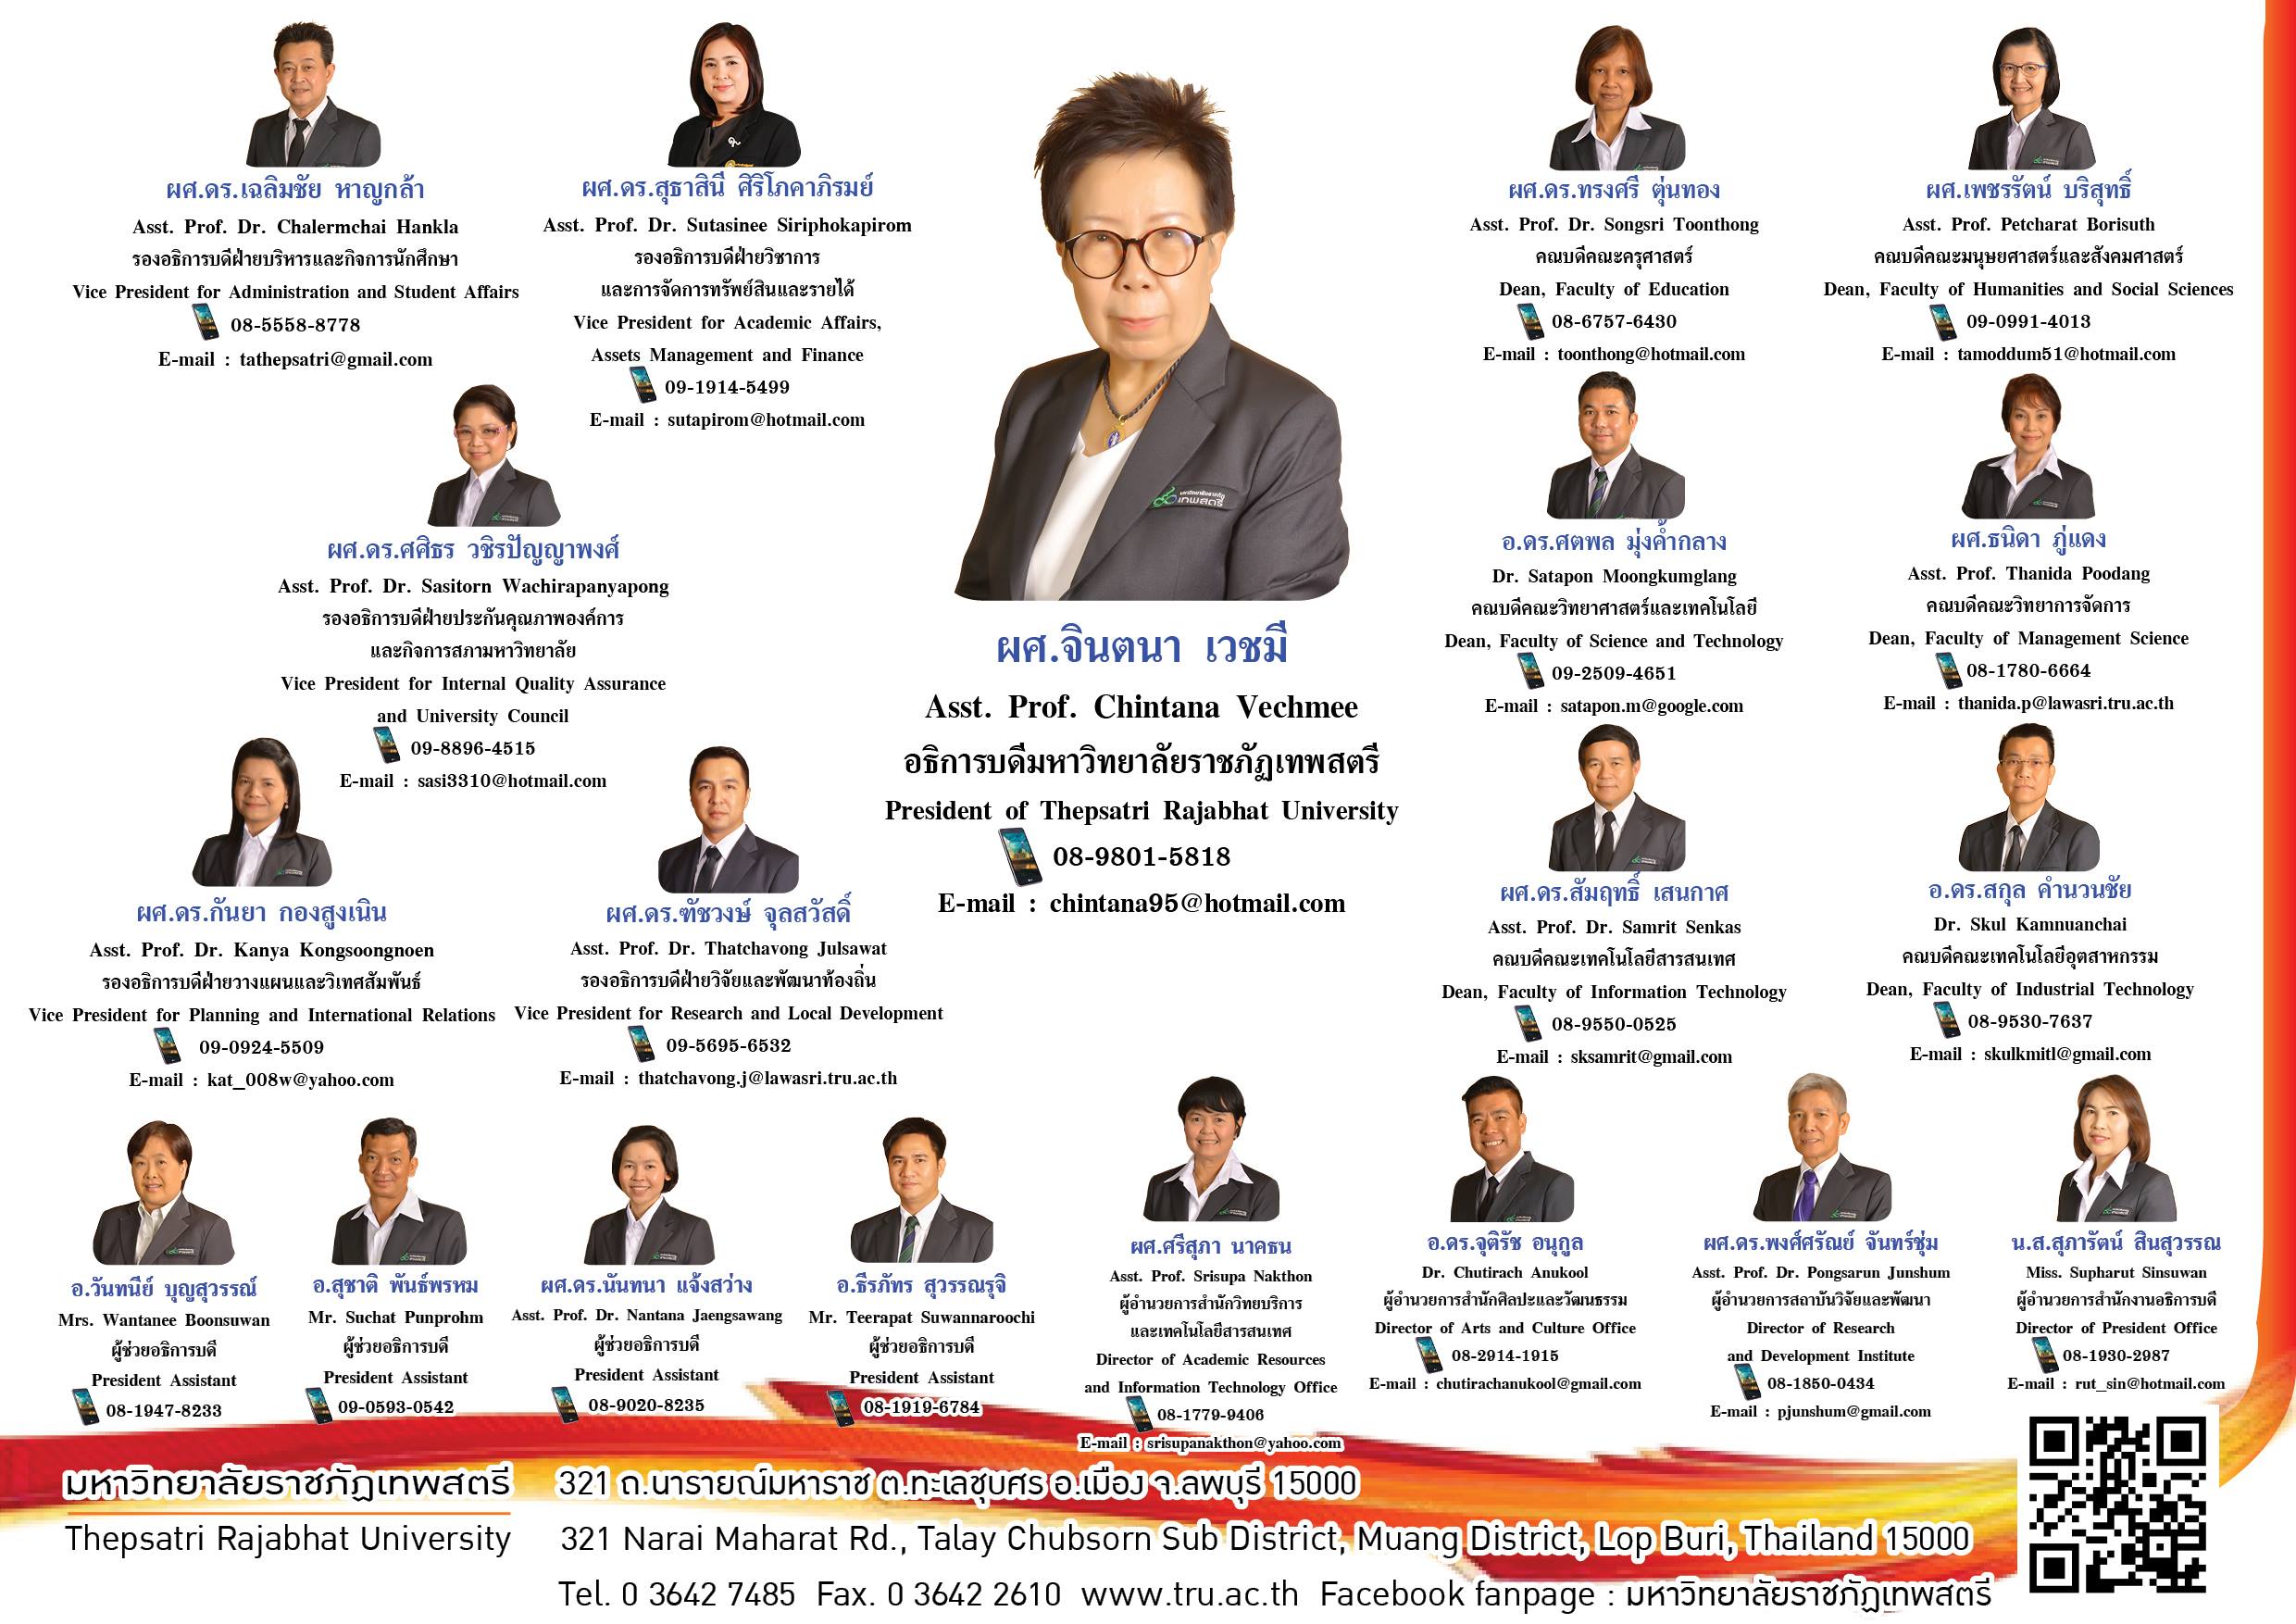 ผศ.ดร.เฉลิมชัย หาญกล้า
Asst. Prof. Dr. Chalermchai Hankla
รองอธิการบดีฝ่ายบริหารและกิจการนักศึกษา
Vice President for Administration and Student Affairs
08-5558-8778
E-mail : tathepsatri@gmail.com
ผศ.ดร.สุธาสินี ศิริโภคาภิรมย์
Asst. Prof. Dr. Sutasinee Siriphokapirom
รองอธิการบดีฝ่ายวิชาการ
และการจัดการทรัพย์สินและรายได้
Vice President for Academic Affairs,
Assets Management and Finance
09-1914-5499
E-mail : sutapirom@hotmail.com
ผศ.ดร.ศศิธร วชิรปัญญาพงศ์
Asst. Prof. Dr. Sasitorn Wachirapanyapong
รองอธิการบดีฝ่ายประกันคุณภาพองค์การ
และกิจการสภามหาวิทยาลัย
Vice President for Internal Quality Assurance
and University Council
09-8896-4515
E-mail : sasi3310@hotmail.com
ผศ.ดร.กันยา กองสูงเนิน
Asst. Prof. Dr. Kanya Kongsoongnoen
รองอธิการบดีฝ่ายวางแผนและวิเทศสัมพันธ์
Vice President for Planning and International Relations
09-0924-5509
E-mail : kat_008w@yahoo.com
ผศ.ดร.ฑัชวงษ์ จุลสวัสดิ์
Asst. Prof. Dr. Thatchavong Julsawat
รองอธิการบดีฝ่ายวิจัยและพัฒนาท้องถิ่น
Vice President for Research and Local Development
09-5695-6532
E-mail : thatchavong.j@lawasri.tru.ac.th
มหาวิทยาลัยราชภัฏ
เทพสตรี
ผศ.จินตนา เวชมี
Asst. Prof. Chintana Vechmee
อธิการบดีมหาวิทยาลัยราชภัฏเทพสตรี
President of Thepsatri Rajabhat University
08-9801-5818
E-mail : chintana95@hotmail.com
ผศ.ดร.ทรงศรี ตุ่นทอง
Asst. Prof. Dr. Songsri Toonthong
คณบดีคณะครุศาสตร์
Dean, Faculty of Education
08-6757-6430
E-mail : toonthong@hotmail.com
ผศ.เพชรรัตน์ บริสุทธิ์
Asst. Prof. Petcharat Borisuth
คณบดีคณะมนุษยศาสตร์และสังคมศาสตร์
Dean, Faculty of Humanities and Social Sciences
09-0991-4013
E-mail : tamoddum51@hotmail.com
อ.ดร.ศตพล มุ่งค้ำกลาง
Dr. Satapon Moongkumglang
คณบดีคณะวิทยาศาสตร์และเทคโนโลยี
Dean, Faculty of Science and Technology
09-2509-4651
E-mail : satapon.m@google.com
ผศ.ธนิดา ภู่แดง
Asst. Prof. Thanida Poodang
คณบดีคณะวิทยาการจัดการ
Dean, Faculty of Management Science
08-1780-6664
E-mail : thanida.p@lawasri.tru.ac.th
ผศ.ดร.สัมฤทธิ์ เสนกาศ
Asst. Prof. Dr. Samrit Senkas
คณบดีคณะเทคโนโลยีสารสนเทศ
Dean, Faculty of Information Technology
08-9550-0525
E-mail : sksamrit@gmail.com
อ.ดร.สกุล คำนวนชัย
Dr. Skul Kamnuanchai
คณบดีคณะเทคโนโลยีอุตสาหกรรม
Dean, Faculty of Industrial Technology
08-9530-7637
E-mail : skulkmitl@gmail.com
อ.วันทนีย์ บุญสุวรรณ์
Mrs. Wantanee Boonsuwan
ผู้ช่วยอธิการบดี
President Assistant
08-1947-8233
อ.สุชาติ พันธ์พรหม
Mr. Suchat Punprohm
ผู้ช่วยอธิการบดี
President Assistant
09-0593-0542
ผศ.ดร.นันทนา แจ้งสว่าง
Asst. Prof. Dr. Nantana Jaengsawang
ผู้ช่วยอธิการบดี
President Assistant
08-9020-8235
อ.ธีรภัทร สุวรรณรุจิ
Mr. Teerapat Suwannaroochi
ผู้ช่วยอธิการบดี
President Assistant
08-1919-6784
ผศ.ศรีสุภา นาคธน
Asst. Prof. Srisupa Nakthon
ผู้อำนวยการสำนักวิทยบริการ
และเทคโนโลยีสารสนเทศ
Director of Academic Resources
and Information Technology Office
08-1779-9406
E-mail : srisupanakthon@yahoo.com
อ.ดร.จุติรัช อนุกูล
Dr. Chutirach Anukool
ผู้อำนวยการสำนักศิลปะและวัฒนธรรม
Director of Arts and Culture Office
08-2914-1915
E-mail : chutirachanukool@gmail.com
ผศ.ดร.พงศ์ศรัณย์ จันทร์ชุ่ม
Asst. Prof. Dr. Pongsarun Junshum
ผู้อำนวยการสถาบันวิจัยและพัฒนา
Director of Research
and Development Institute
08-1850-0434
E-mail : pjunshum@gmail.com
น.ส.สุภารัตน์ สินสุวรรณ
Miss. Supharut Sinsuwan
ผู้อำนวยการสำนักงานอธิการบดี
Director of President Office
08-1930-2987
E-mail : rut_sin@hotmail.com
มหาวิทยาลัยราชภัฏเทพสตรี
Thepsatri Rajabhat University
321 ถ.นารายณ์มหาราช ต.ทะเลชุบศร อ.เมือง จ.ลพบุรี 15000
321 Narai Maharat Rd., Talay Chubsorn Sub District, Muang District, Lop Buri, Thailand 15000
Tel. 0 3642 7485 Fax. 0 3642 2610 www.tru.ac.th Facebook fanpage : มหาวิทยาลัยราชภัฏเทพสตรี